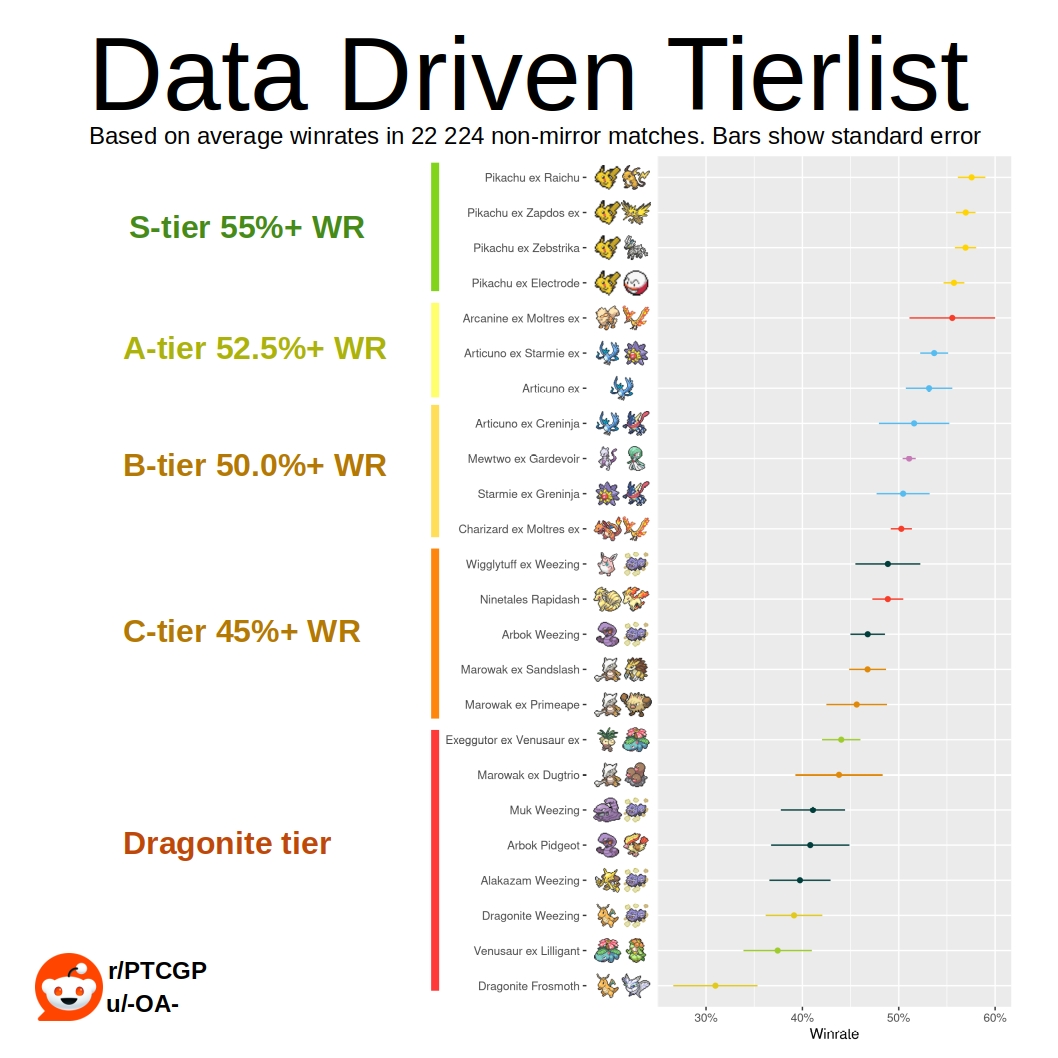 Data Driven Tierlist
Based on average winrates in 22 224 non-mirror matches. Bars show standard error
S-tier 55%+ WR
Pikachu ex Raichu
Pikachu ex Zapdos ex
Pikachu ex Zebstrika
Pikachu ex Electrode
A-tier 52.5%+ WR
Arcanine ex Moltres ex
Articuno ex Starmie ex
Articuno ex
B-tier 50.0%+ WR
Articuno ex Greninja
Mewtwo ex Gardevoir
Starmie ex Greninja
Charizard ex Moltres ex
C-tier 45%+ WR
Wigglytuff ex Weezing
Ninetales Rapidash
Arbok Weezing
Marowak ex Sandslash
Marowak ex Primeape
Dragonite tier
Exeggutor ex Venusaur ex
Marowak ex Dugtrio
Muk Weezing
Arbok Pidgeot
Alakazam Weezing
Dragonite Weezing
Venusaur ex Lilligant
Dragonite Frosmoth
30% 40% 50% 60%
Winrale
r/PTCGP
u/-OA-